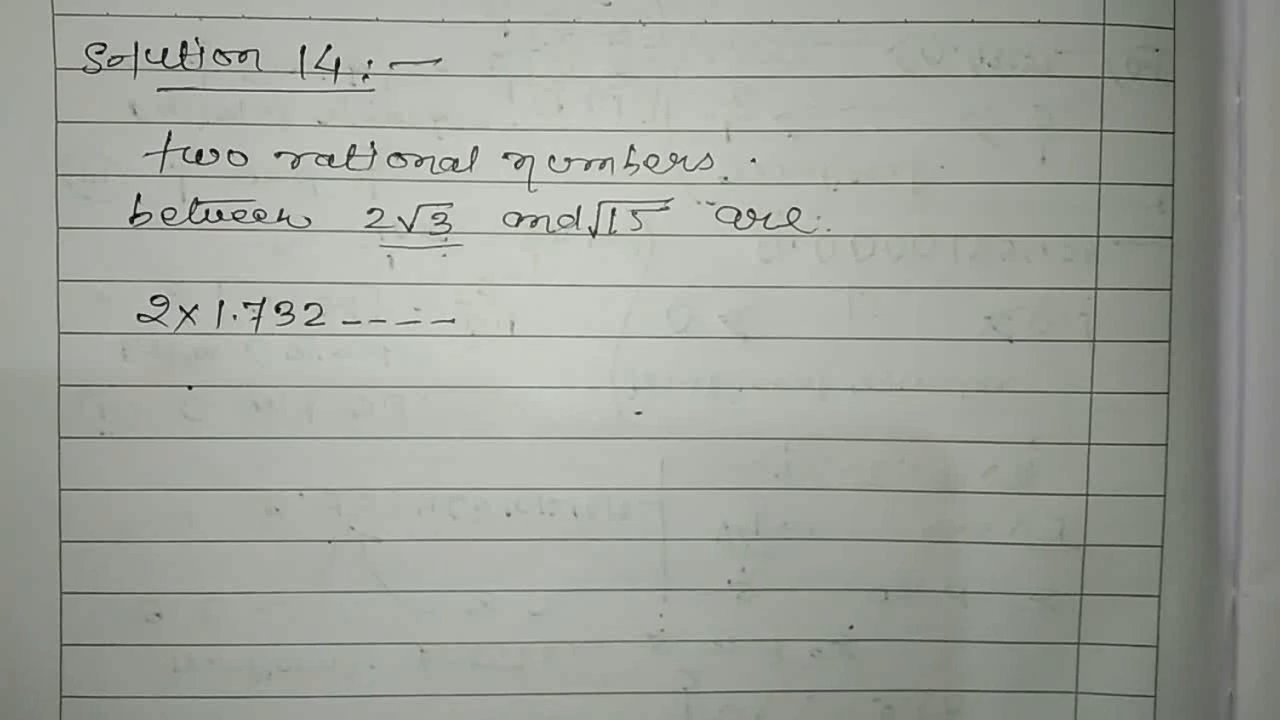 Solution 14:-
two rational numbers.
between 2√3 and √15 are.
2×1.732----